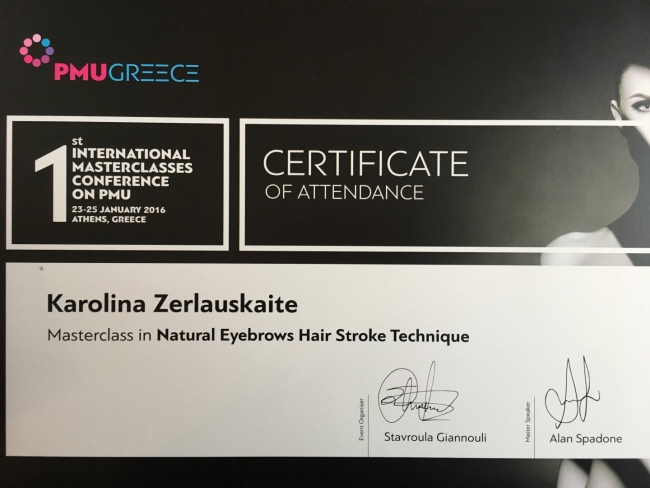 PMUGREECE
1st INTERNATIONAL
MASTERCLASSES
CONFERENCE
ON PMU
23-25 JANUARY 2016
ATHENS, GREECE
CERTIFICATE
OF ATTENDANCE
Karolina Zerlauskaite
Masterclass in Natural Eyebrows Hair Stroke Technique
Event Organiser
Stavroula Giannouli
Master Speaker
Alan Spadone